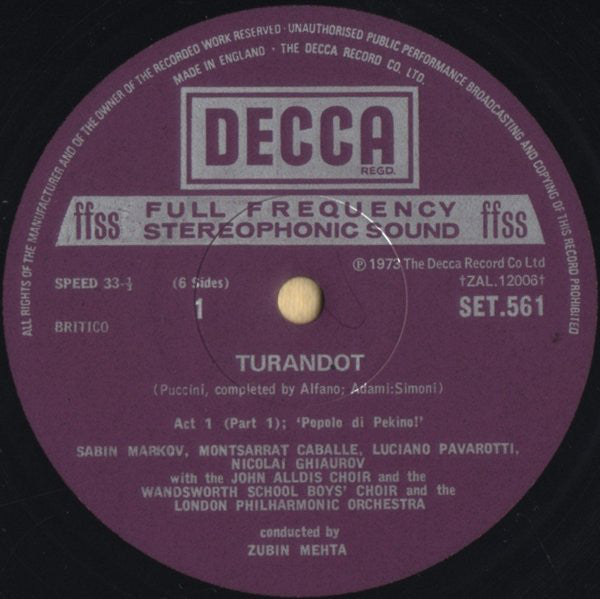 ALL RIGHTS OF THE MANUFACTURER AND OF THE OWNER OF THE RECORDED WORK RESERVED · UNAUTHORISED PUBLIC PERFORMANCE BROADCASTING AND COPYING OF THIS RECORD PROHIBITED
MADE IN ENGLAND · THE DECCA RECORD CO. LTD.
DECCA
REGD.
ffss FULL FREQUENCY STEREOPHONIC SOUND ffss
℗ 1973 The Decca Record Co Ltd
SPEED 33-⅓ (6 Sides) †ZAL.12006†
1 SET.561
BRITICO
TURANDOT
(Puccini, completed by Alfano; Adami:Simoni)
Act 1 (Part 1); 'Popolo di Pekino!'
SABIN MARKOV, MONTSARRAT CABALLE, LUCIANO PAVAROTTI,
NICOLAI GHIAUROV
with the JOHN ALLDIS CHOIR and the
WANDSWORTH SCHOOL BOYS' CHOIR and the
LONDON PHILHARMONIC ORCHESTRA
conducted by
ZUBIN MEHTA